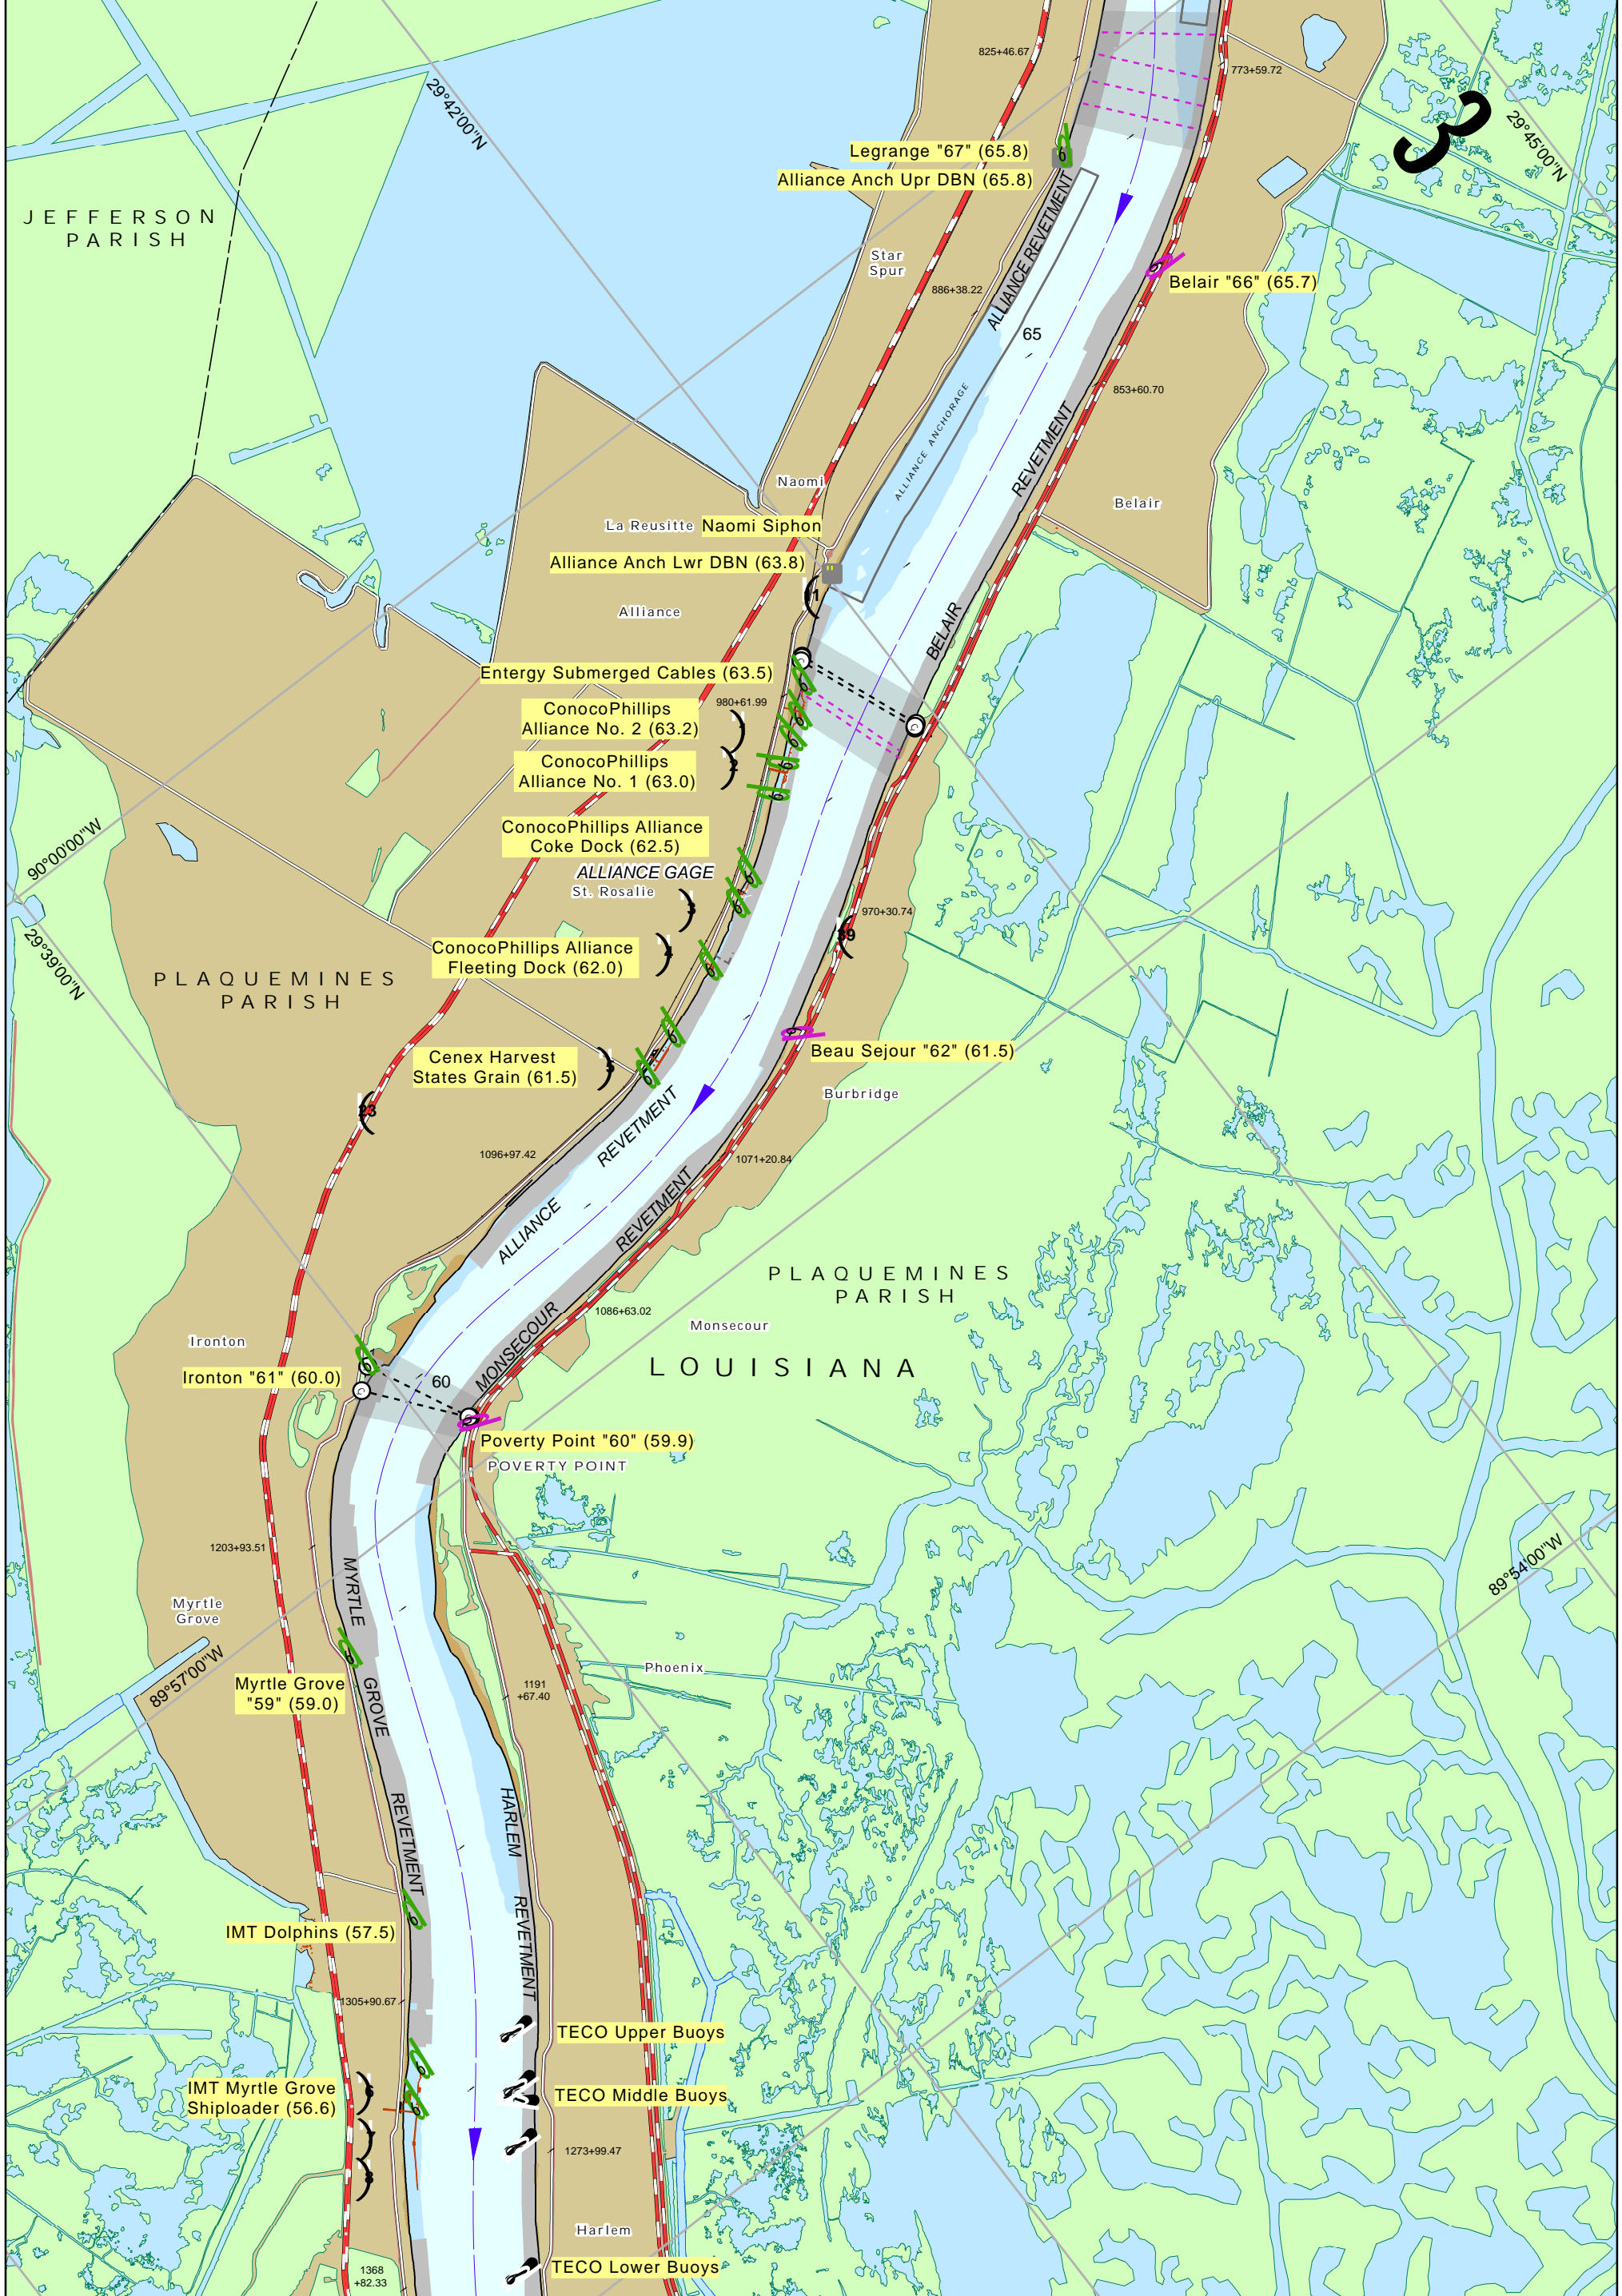 825+46.67
773+59.72
3
29°42'00"N
29°45'00"N
Legrange "67" (65.8)
Alliance Anch Upr DBN (65.8)
JEFFERSON
PARISH
ALLIANCE REVETMENT
Star
Spur
Belair "66" (65.7)
886+38.22
65
853+60.70
ALLIANCE ANCHORAGE
REVETMENT
Naomi
Belair
La Reusitte
Naomi Siphon
Alliance Anch Lwr DBN (63.8)
Alliance
BELAIR
Entergy Submerged Cables (63.5)
980+61.99
ConocoPhillips
Alliance No. 2 (63.2)
ConocoPhillips
Alliance No. 1 (63.0)
2
ConocoPhillips Alliance
Coke Dock (62.5)
90°00'00"W
ALLIANCE GAGE
St. Rosalie
3
970+30.74
39
29°39'00"N
ConocoPhillips Alliance
Fleeting Dock (62.0)
4
PLAQUEMINES
PARISH
Cenex Harvest
States Grain (61.5)
5
Beau Sejour "62" (61.5)
Burbridge
23
REVETMENT
1096+97.42
1071+20.84
ALLIANCE
REVETMENT
PLAQUEMINES
PARISH
1086+63.02
Monsecour
Ironton
MONSECOUR
LOUISIANA
Ironton "61" (60.0)
60
Poverty Point "60" (59.9)
POVERTY POINT
1203+93.51
MYRTLE
89°54'00"W
Myrtle
Grove
Phoenix
89°57'00"W
Myrtle Grove
"59" (59.0)
GROVE
1191
+67.40
HARLEM
REVETMENT
IMT Dolphins (57.5)
REVETMENT
1305+90.67
TECO Upper Buoys
IMT Myrtle Grove
Shiploader (56.6)
6
TECO Middle Buoys
7
1273+99.47
8
Harlem
TECO Lower Buoys
1368
+82.33